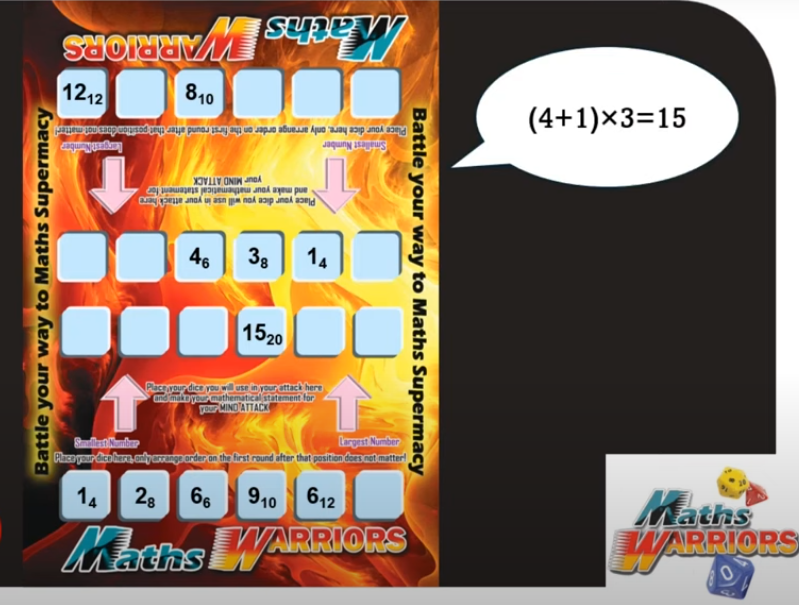 Maths WARRIORS
12₁₂ 8₁₀
Place your dice here, only arrange order on the first round after that position does not matter!
Largest Number Smallest Number
Place your dice you will use in your attack here
and make your mathematical statement for
your MIND ATTACK
4₆ 3₈ 1₄
15₂₀
Place your dice you will use in your attack here
and make your mathematical statement for
your MIND ATTACK
Smallest Number Largest Number
Place your dice here, only arrange order on the first round after that position does not matter!
1₄ 2₈ 6₆ 9₁₀ 6₁₂
Maths WARRIORS
Battle your way to Maths Supermacy
Battle your way to Maths Supermacy
(4+1)×3=15
Maths
WARRIORS